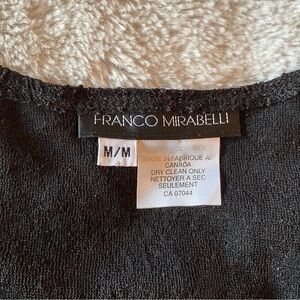 FRANCO MIRABELLI
M/M
MADE IN/FABRIQUE AU
CANADA
DRY CLEAN ONLY
NETTOYER A SEC
SEULEMENT
CA 07044